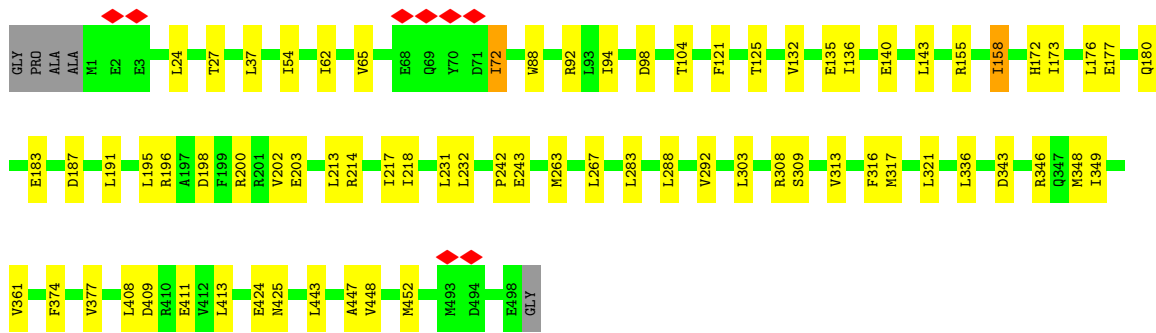 GLY PRO ALA ALA M1 E2 E3 L24 T27 L37 I54 I62 V65 E68 Q69 Y70 D71 I72 W88 R92 L93 I94 D98 T104 F121 T125 V132 E135 I136 E140 L143 R155 I158 H172 I173 L176 E177 Q180
E183 D187 L191 L195 R196 A197 D198 F199 R200 R201 V202 E203 L213 R214 I217 I218 L231 L232 P242 E243 M263 L267 L283 L288 V292 L303 R308 S309 V313 F316 M317 L321 L336 D343 R346 Q347 M348 I349
V361 F374 V377 L408 D409 R410 E411 V412 L413 E424 N425 L443 A447 V448 M452 M493 D494 E498 GLY